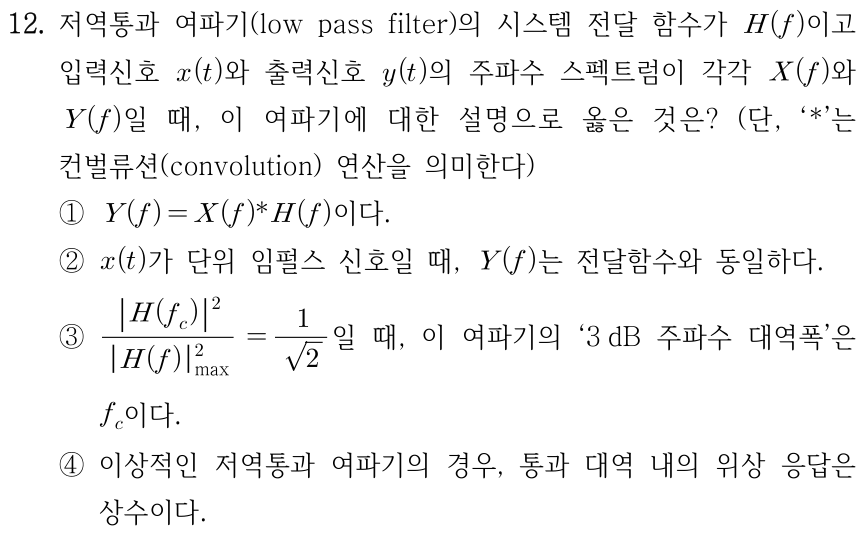 12. 저역통과 여파기(low pass filter)의 시스템 전달 함수가 H(f)이고
입력신호 x(t)와 출력신호 y(t)의 주파수 스펙트럼이 각각 X(f)와
Y(f)일 때, 이 여파기에 대한 설명으로 옳은 것은? (단, ‘*’는
컨벌류션(convolution) 연산을 의미한다)
① Y(f)=X(f)*H(f)이다.
② x(t)가 단위 임펄스 신호일 때, Y(f)는 전달함수와 동일하다.
③ |H(f_c)|²/|H(f)|²_max = 1/√2 일 때, 이 여파기의 ‘3 dB 주파수 대역폭’은
f_c이다.
④ 이상적인 저역통과 여파기의 경우, 통과 대역 내의 위상 응답은
상수이다.